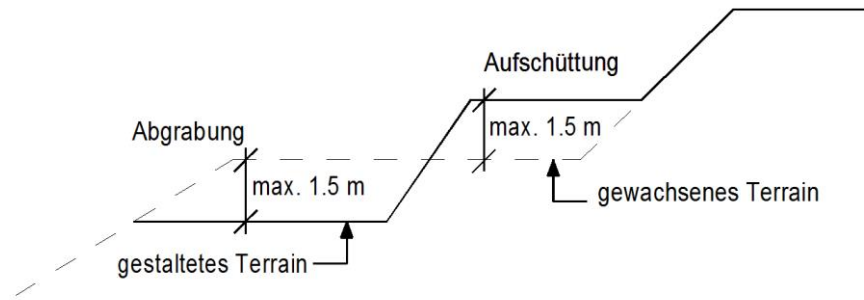 Aufschüttung
Abgrabung
max. 1.5 m
max. 1.5 m
gewachsenes Terrain
gestaltetes Terrain